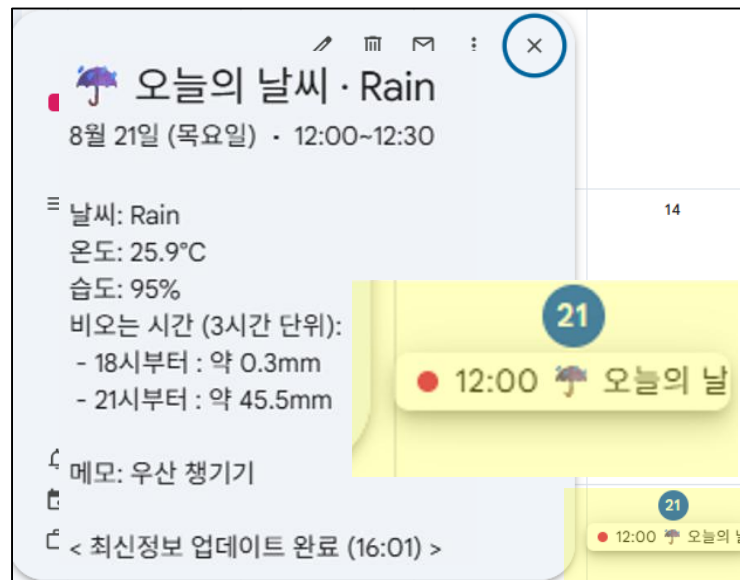 ☔ 오늘의 날씨 · Rain
8월 21일 (목요일) · 12:00~12:30
날씨: Rain
온도: 25.9°C
습도: 95%
비오는 시간 (3시간 단위):
- 18시부터 : 약 0.3mm
- 21시부터 : 약 45.5mm
메모: 우산 챙기기
< 최신정보 업데이트 완료 (16:01) >
14
21
12:00 ☔ 오늘의 날
21
12:00 ☔ 오늘의